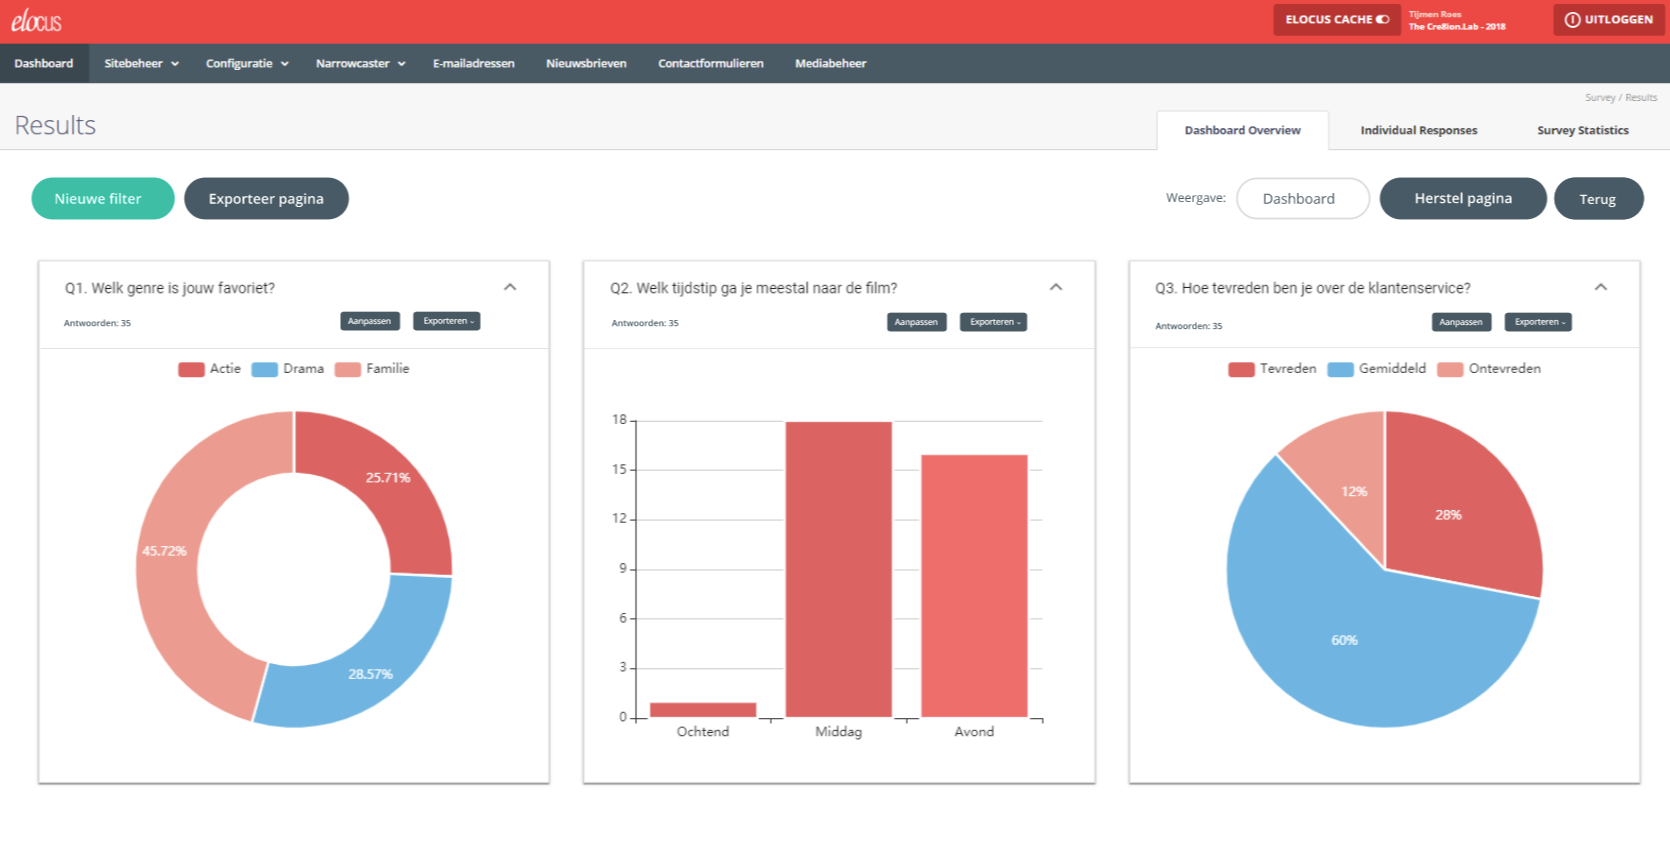 elocus
ELOCUS CACHE
Tijmen Roes
The Cre8ion.Lab - 2018
UITLOGGEN
Dashboard Sitebeheer Configuratie Narrowcaster E-mailadressen Nieuwsbrieven Contactformulieren Mediabeheer
Survey / Results
Results
Dashboard Overview Individual Responses Survey Statistics
Nieuwe filter Exporteer pagina Weergave: Dashboard Herstel pagina Terug
Q1. Welk genre is jouw favoriet?
Antwoorden: 35 Aanpassen Exporteren
Actie Drama Familie
25.71%
45.72%
28.57%
Q2. Welk tijdstip ga je meestal naar de film?
Antwoorden: 35 Aanpassen Exporteren
18
15
12
9
6
3
0
Ochtend Middag Avond
Q3. Hoe tevreden ben je over de klantenservice?
Antwoorden: 35 Aanpassen Exporteren
Tevreden Gemiddeld Ontevreden
12%
28%
60%